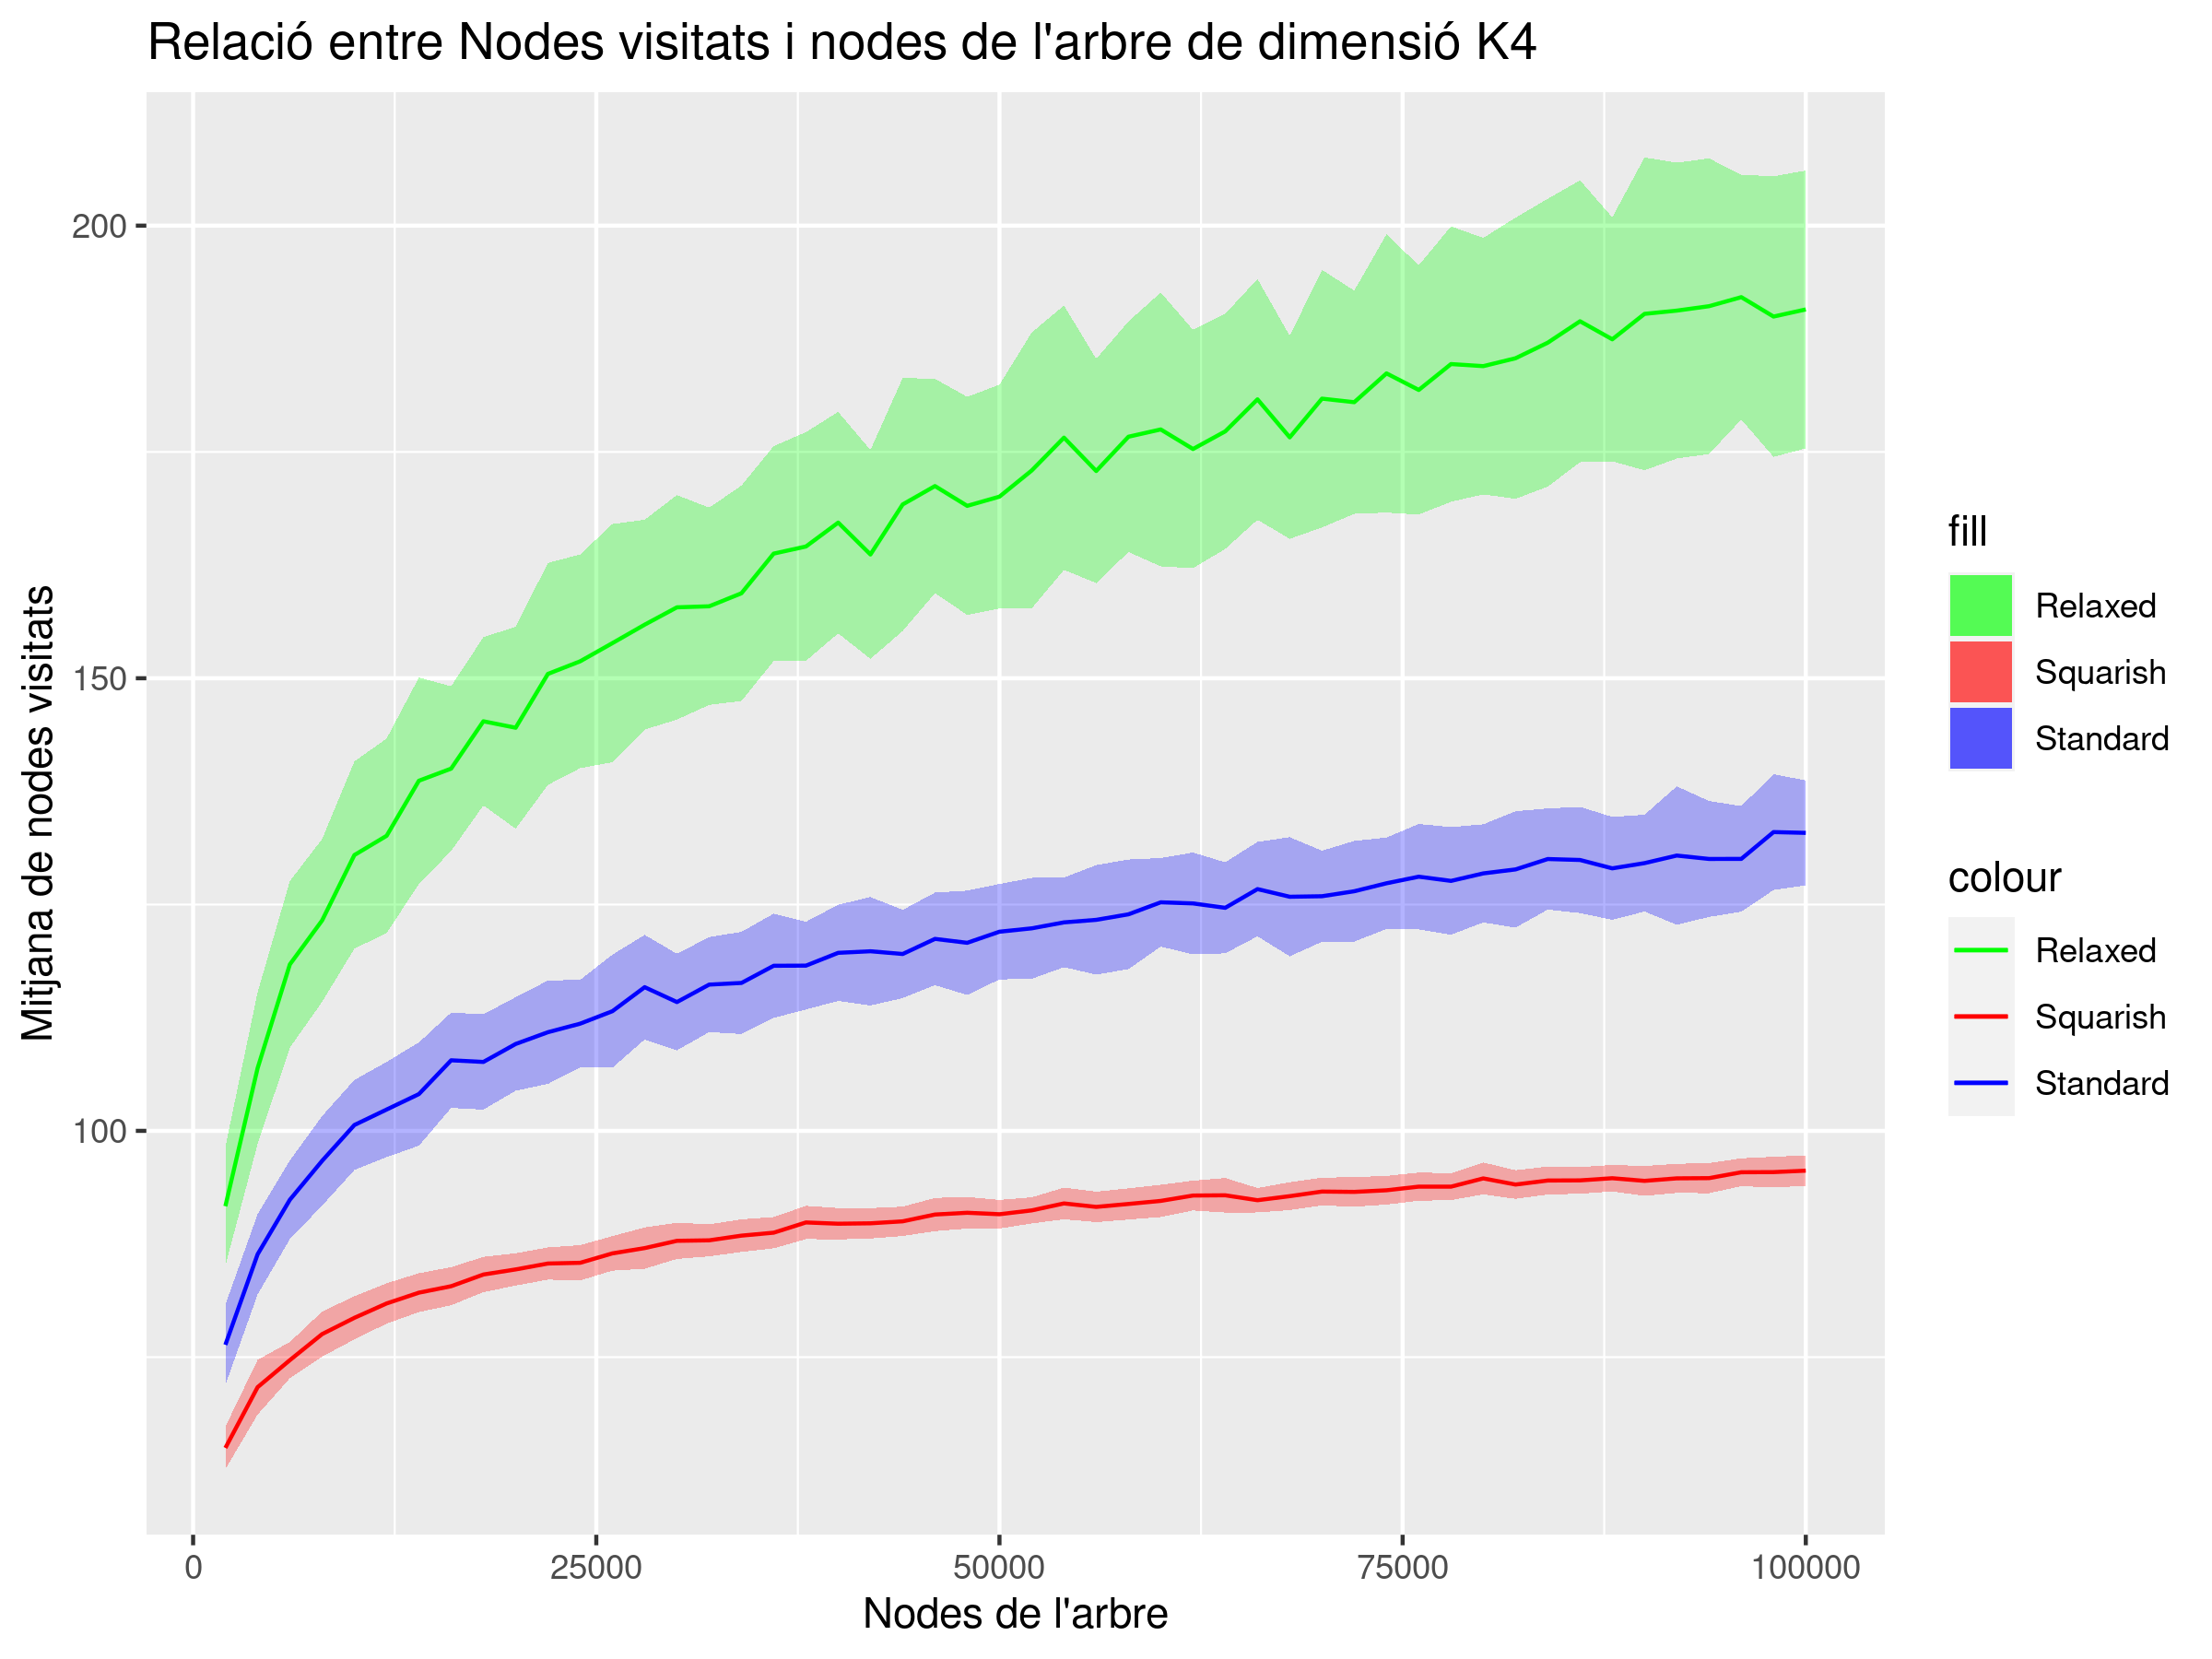 Relació entre Nodes visitats i nodes de l'arbre de dimensió K4
Mitjana de nodes visitats
200
150
100
0
25000
50000
75000
100000
Nodes de l'arbre
fill
Relaxed
Squarish
Standard
colour
Relaxed
Squarish
Standard